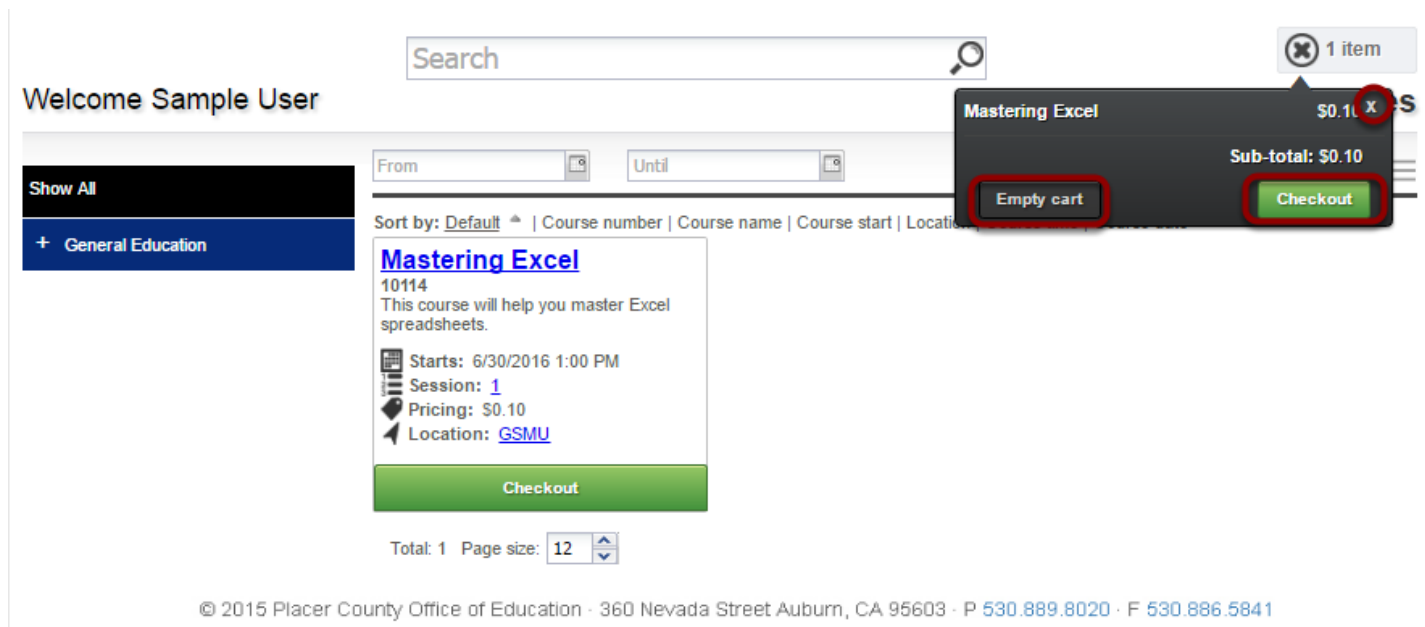 Search
1 item
Welcome Sample User
Mastering Excel $0.10 x
Sub-total: $0.10
Empty cart Checkout
From Until
Show All
+ General Education
Sort by: Default | Course number | Course name | Course start |
Mastering Excel
10114
This course will help you master Excel
spreadsheets.
Starts: 6/30/2016 1:00 PM
Session: 1
Pricing: $0.10
Location: GSMU
Checkout
Total: 1 Page size: 12
© 2015 Placer County Office of Education · 360 Nevada Street Auburn, CA 95603 · P 530.889.8020 · F 530.886.5841